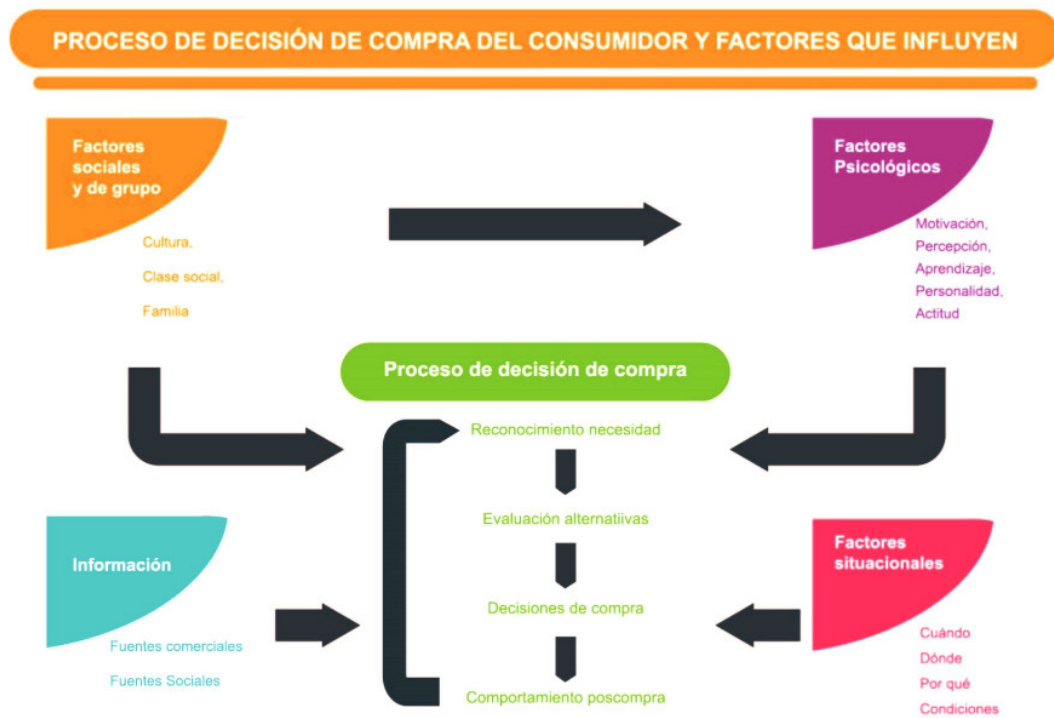 PROCESO DE DECISIÓN DE COMPRA DEL CONSUMIDOR Y FACTORES QUE INFLUYEN
Factores
sociales
y de grupo
Cultura,
Clase social,
Familia
Factores
Psicológicos
Motivación,
Percepción,
Aprendizaje,
Personalidad,
Actitud
Proceso de decisión de compra
Reconocimiento necesidad
Evaluación alternatiivas
Decisiones de compra
Comportamiento poscompra
Información
Fuentes comerciales
Fuentes Sociales
Factores
situacionales
Cuándo
Dónde
Por qué
Condiciones